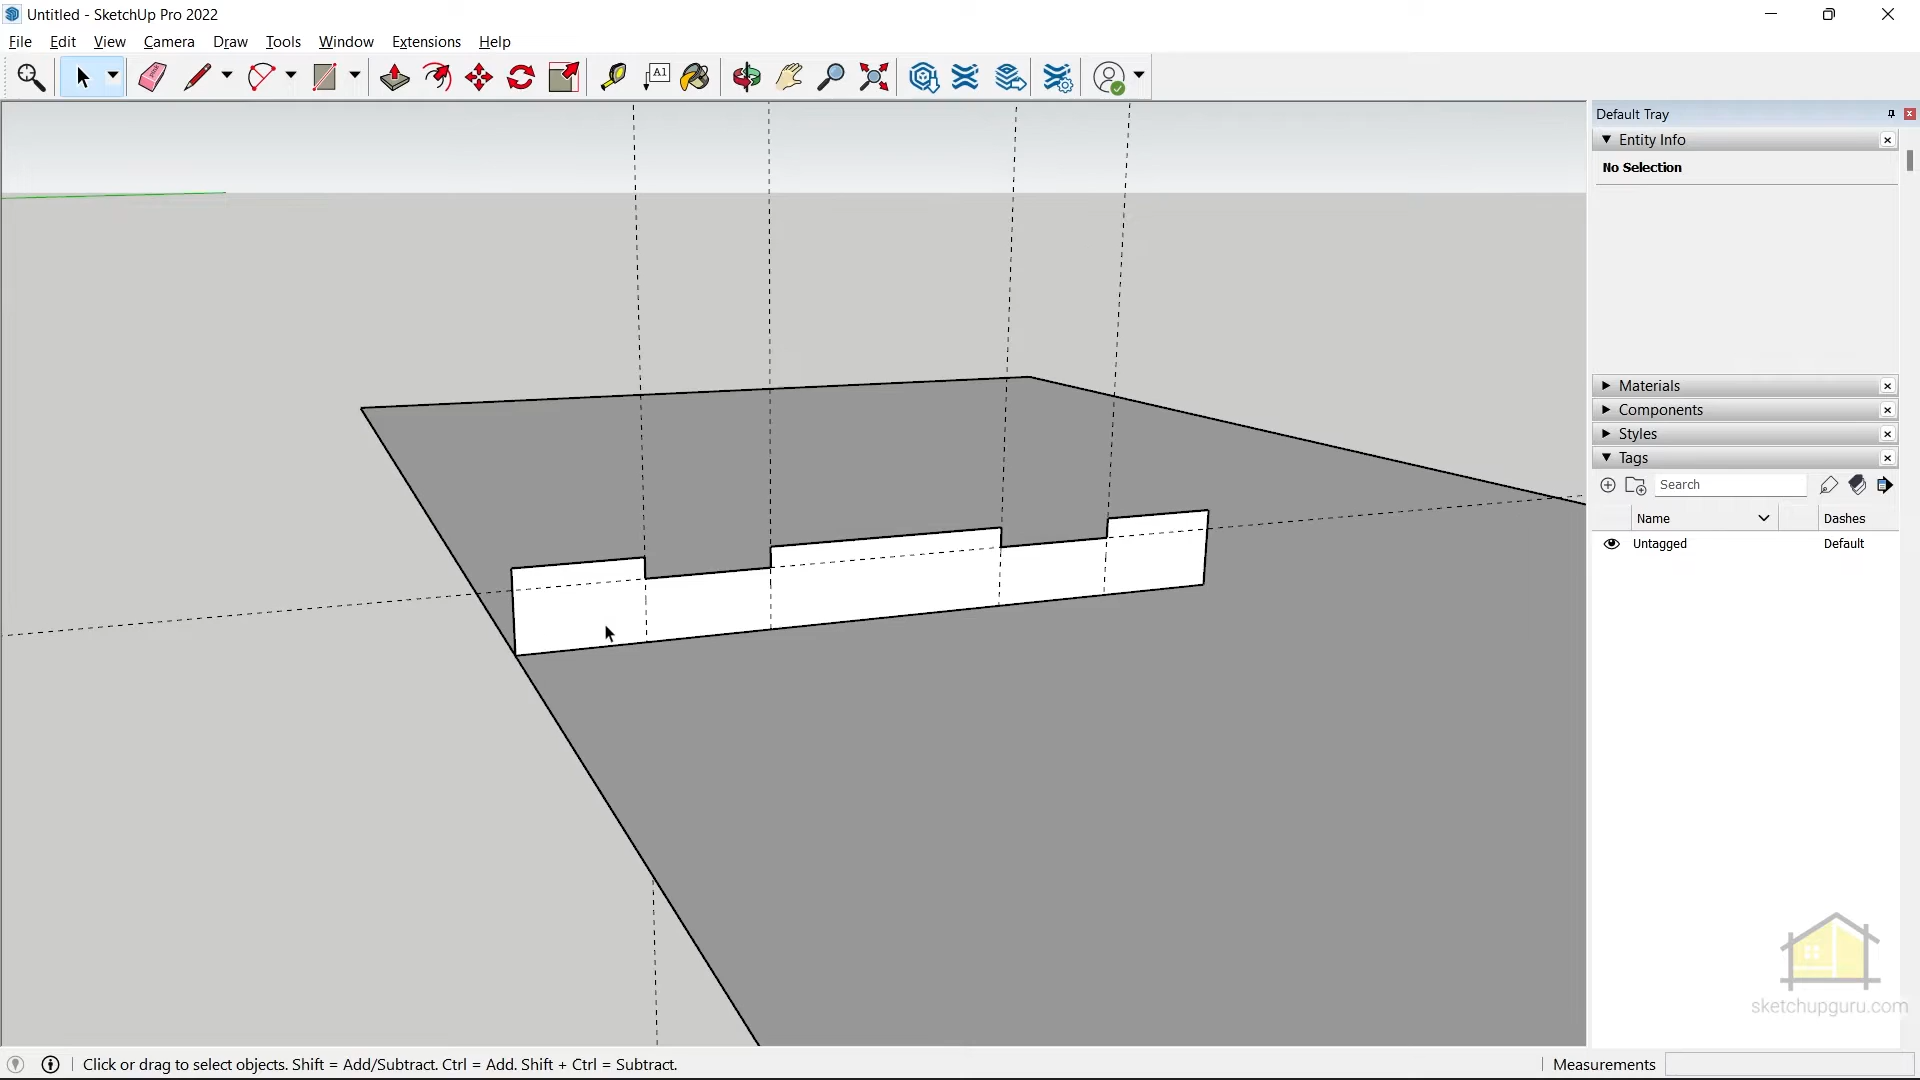 Untitled - SketchUp Pro 2022
File Edit View Camera Draw Tools Window Extensions Help
A1
Default Tray
Entity Info
No Selection
Materials
Components
Styles
Tags
Search
Name Dashes
Untagged Default
sketchupguru.com
Click or drag to select objects. Shift = Add/Subtract. Ctrl = Add. Shift + Ctrl = Subtract.
Measurements